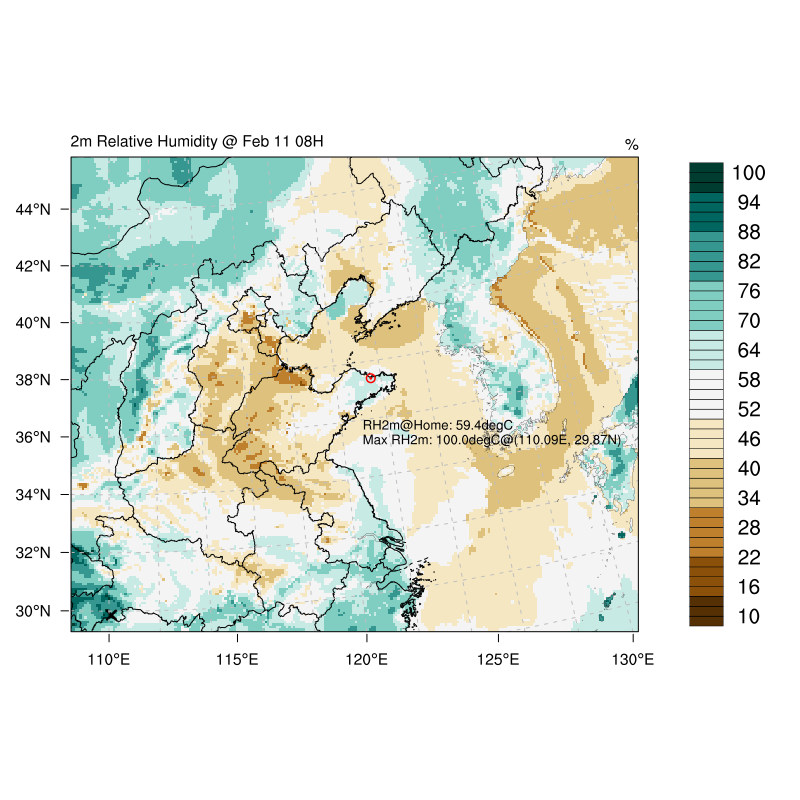 2m Relative Humidity @ Feb 11 08H
%
100
94
88
82
76
70
64
58
52
46
40
34
28
22
16
10
44°N
42°N
40°N
38°N
36°N
34°N
32°N
30°N
RH2m@Home: 59.4degC
Max RH2m: 100.0degC@(110.09E, 29.87N)
110°E
115°E
120°E
125°E
130°E